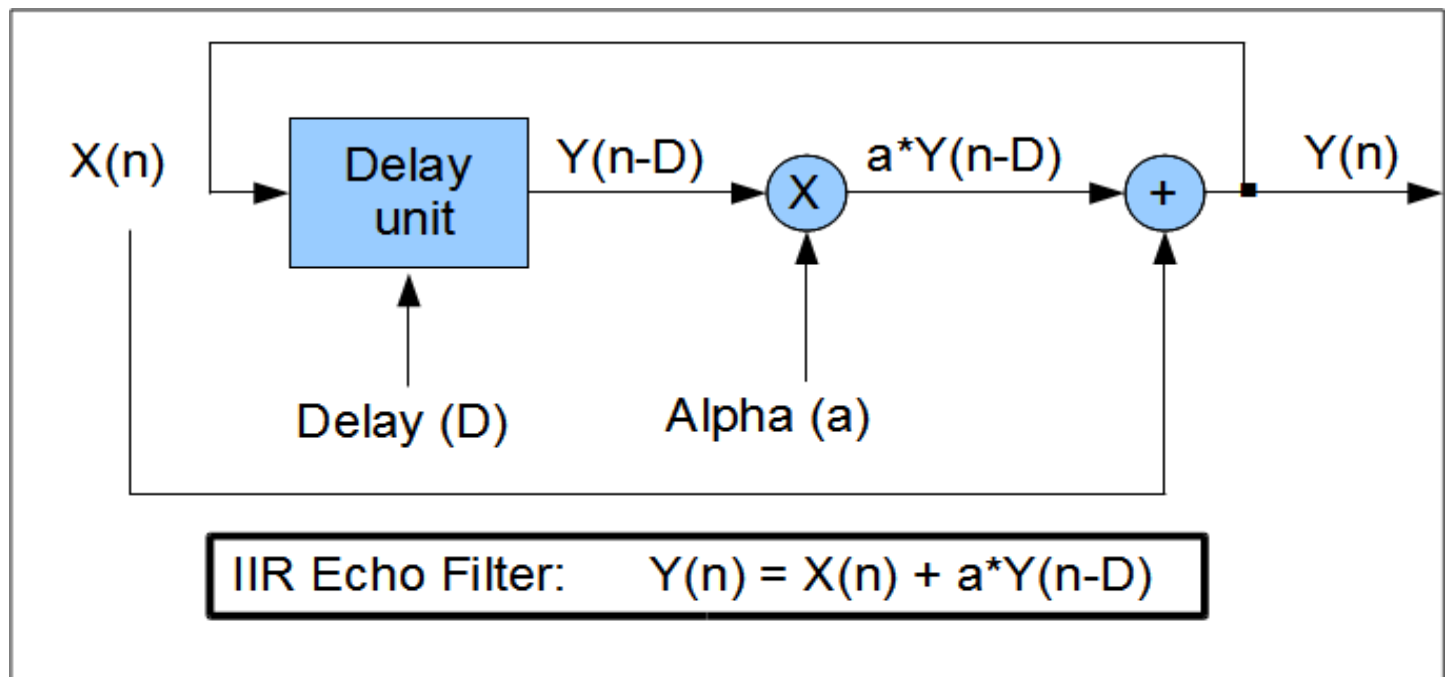 X(n)
Delay
unit
Y(n-D)
X
a*Y(n-D)
+
Y(n)
Delay (D)
Alpha (a)
IIR Echo Filter: Y(n) = X(n) + a*Y(n-D)